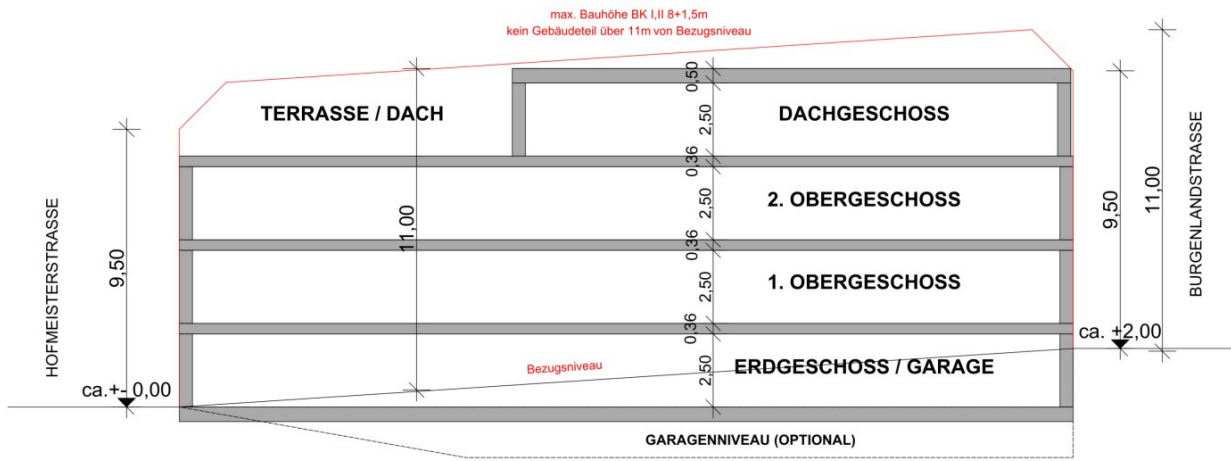 max. Bauhöhe BK I,II 8+1,5m
kein Gebäudeteil über 11m von Bezugsniveau
TERRASSE / DACH
0,50
DACHGESCHOSS
2,50
0,36
2. OBERGESCHOSS
2,50
0,36
1. OBERGESCHOSS
2,50
0,36
ERDGESCHOSS / GARAGE
2,50
Bezugsniveau
GARAGENNIVEAU (OPTIONAL)
HOFMEISTERSTRASSE
9,50
ca.+- 0,00
11,00
9,50
11,00
BURGENLANDSTRASSE
ca. +2,00